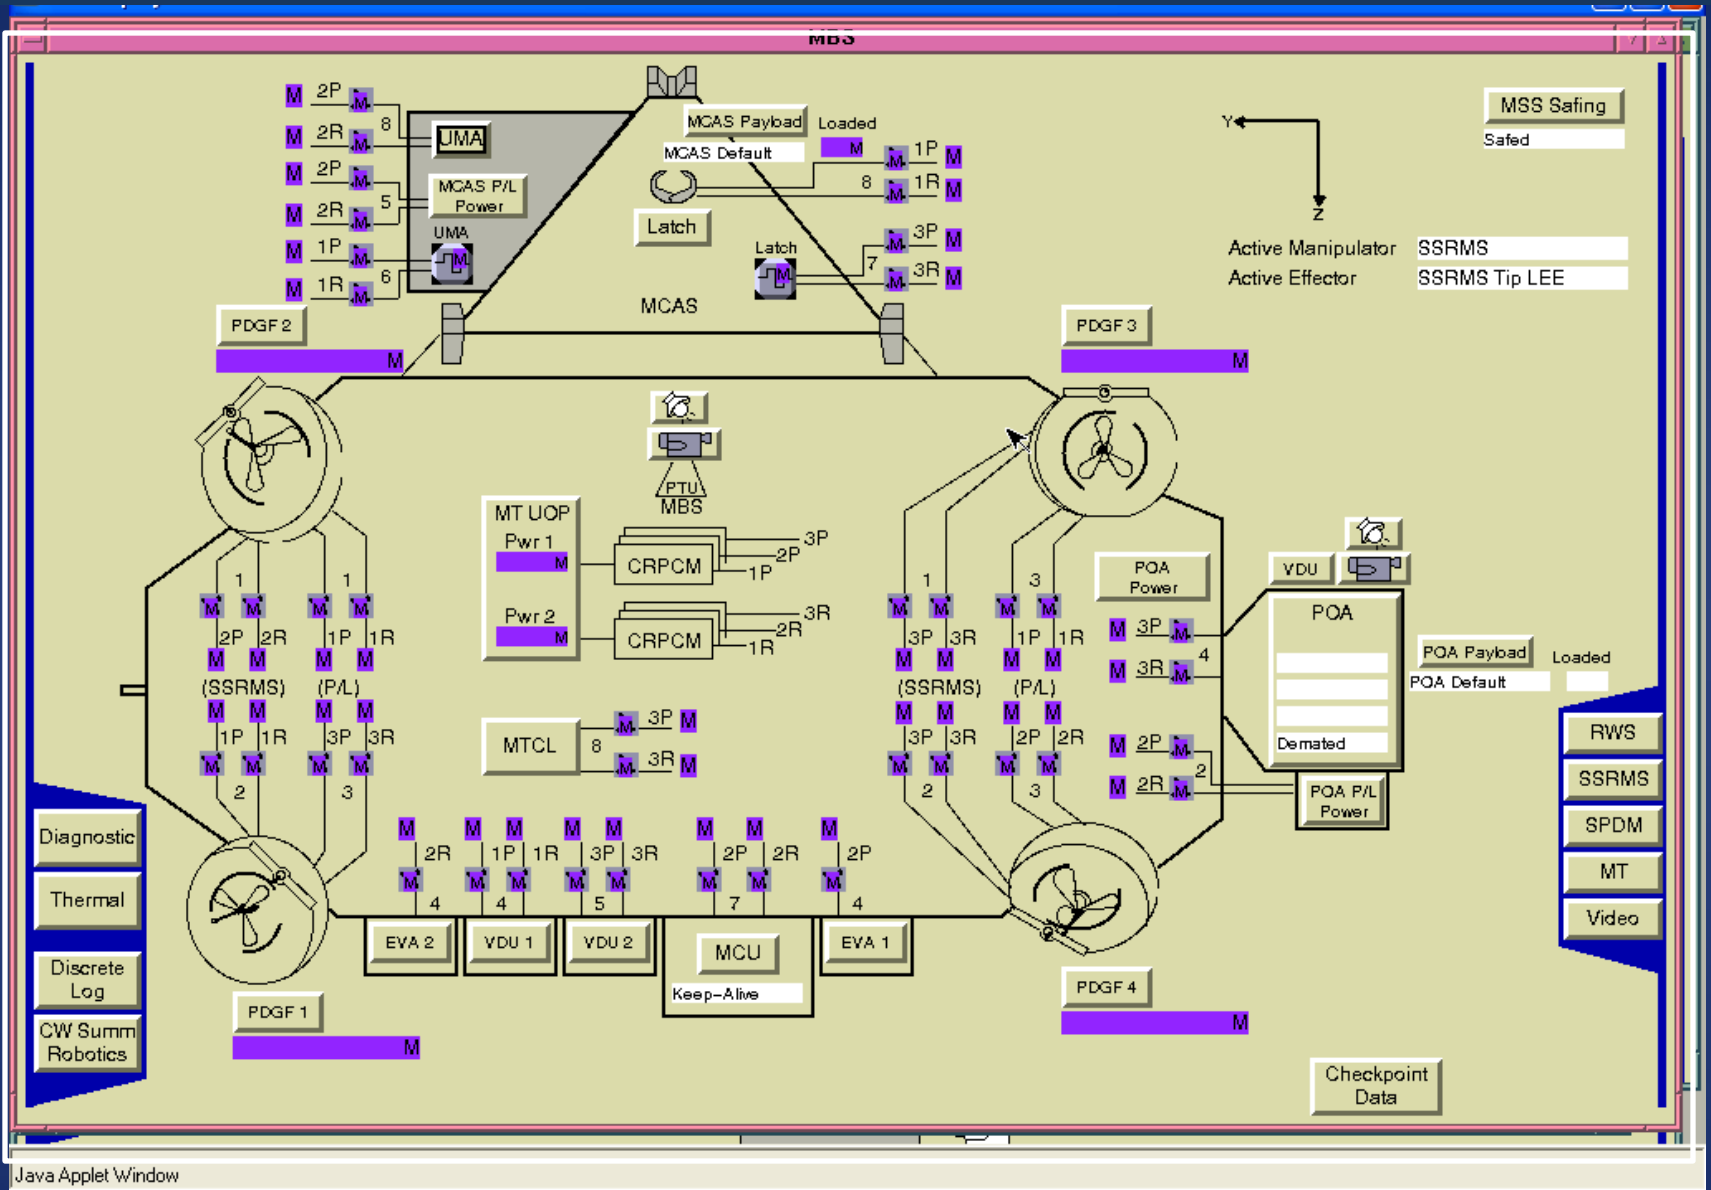 MBS
M 2P M
8
M 2R M
UMA
M 2P M
5
MCAS P/L
Power
M 2R M
M 1P M
UMA
M
6
M 1R M
MCAS Payload
MCAS Default
Loaded
M
M 1P M
8
M 1R M
Latch
Latch
M
M 3P M
7
M 3R M
MCAS
Y
Z
MSS Safing
Safed
Active Manipulator SSRMS
Active Effector SSRMS Tip LEE
PDGF 2
M
PDGF 3
M
PTU
MBS
MT UOP
Pwr 1
M
CRPCM
3P
2P
1P
Pwr 2
M
CRPCM
3R
2R
1R
1 1
M M M M
2P 2R 1P 1R
M M M M
(SSRMS) (P/L)
M M M M
1P 1R 3P 3R
M M M M
2 3
1 3
M M M M
3P 3R 1P 1R
M M M M
(SSRMS) (P/L)
M M M M
3P 3R 2P 2R
M M M M
2 3
MTCL
8
M 3P M
M 3R M
POA
Power
M 3P M
4
M 3R M
M 2P M
2
M 2R M
VDU
POA
Demated
POA P/L
Power
POA Payload
POA Default
Loaded
RWS
SSRMS
SPDM
MT
Video
Diagnostic
Thermal
Discrete
Log
CW Summ
Robotics
M M M M M M M M
2R 1P 1R 3P 3R 2P 2R 2P
M M M M M M M M
4 4 5 7 4
EVA 2 VDU 1 VDU 2 MCU EVA 1
Keep-Alive
PDGF 1
M
PDGF 4
M
Checkpoint
Data
Java Applet Window